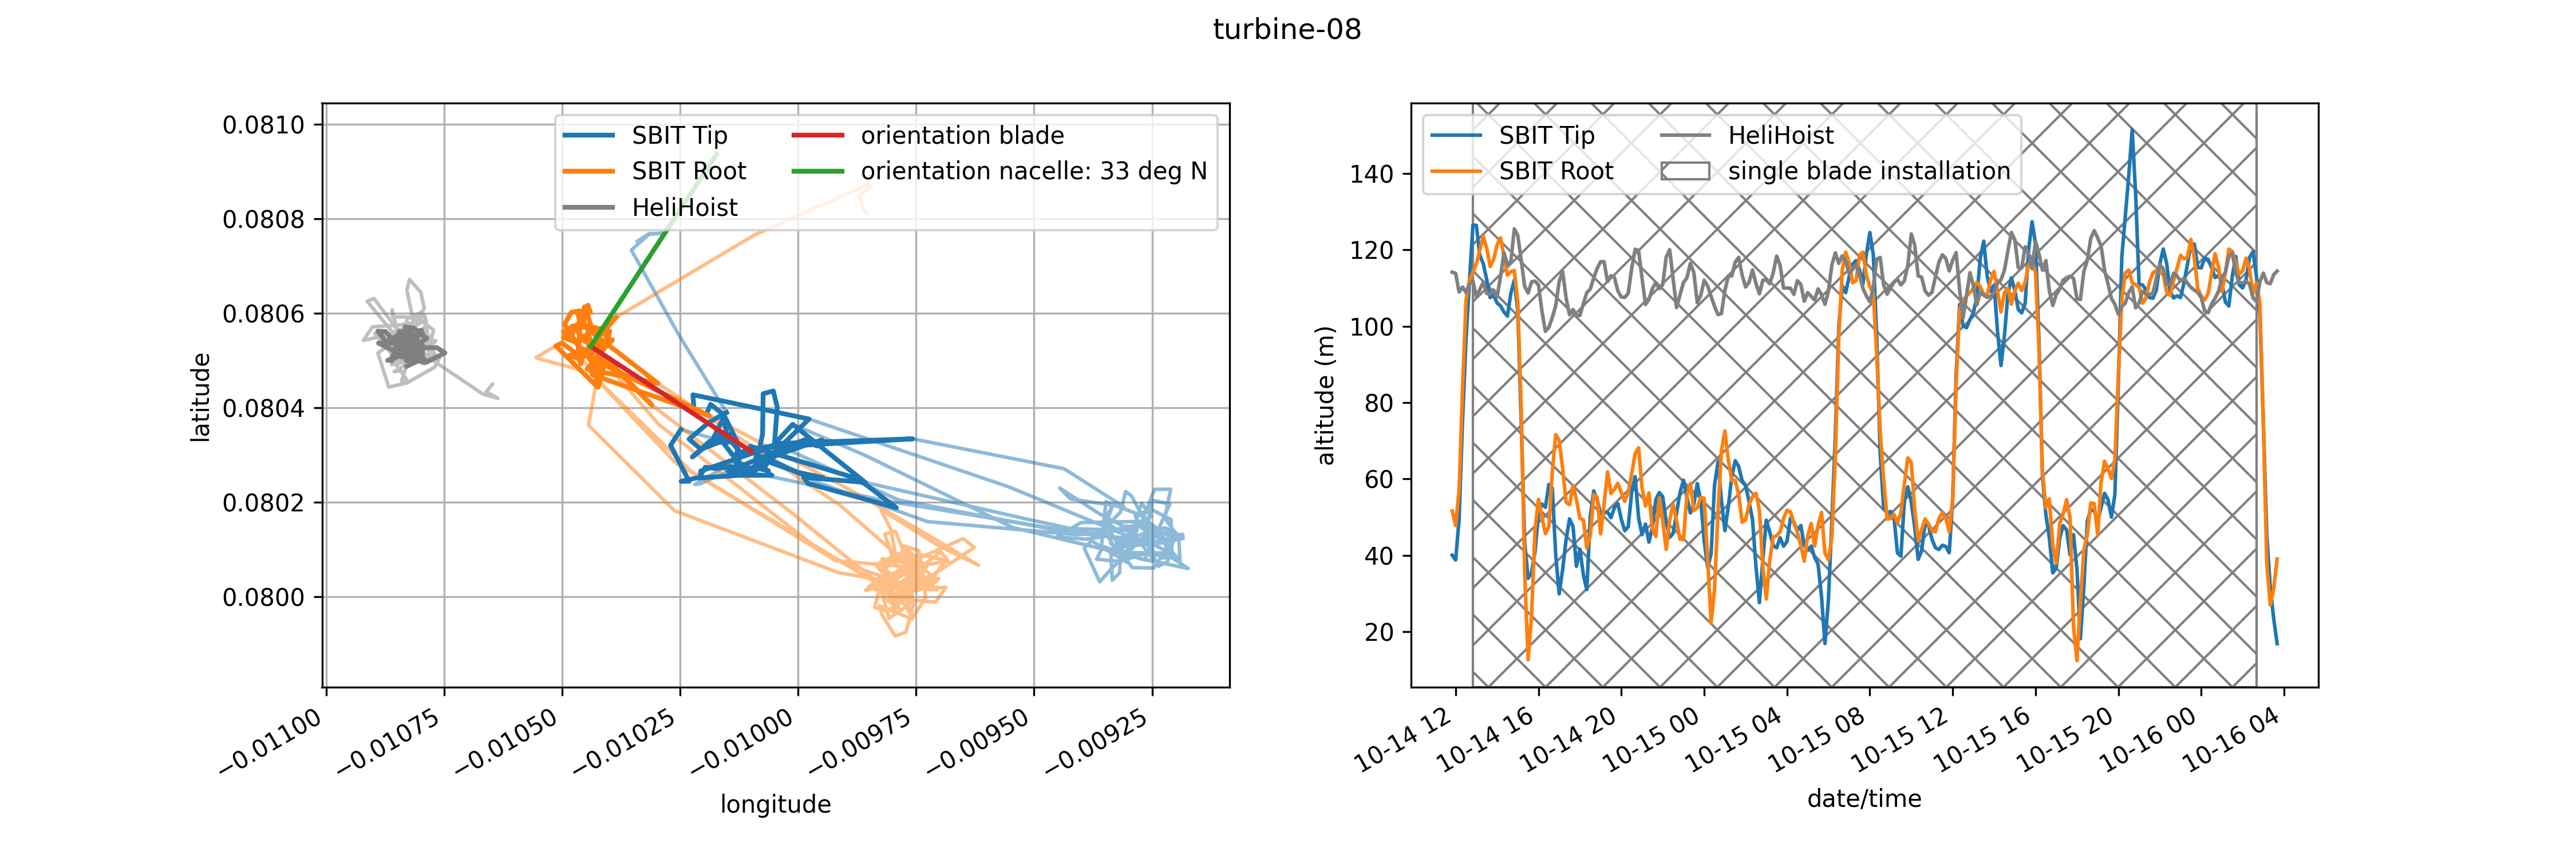 turbine-08
SBIT Tip
SBIT Root
HeliHoist
orientation blade
orientation nacelle: 33 deg N
0.0810
0.0808
0.0806
0.0804
0.0802
0.0800
latitude
−0.01100
−0.01075
−0.01050
−0.01025
−0.01000
−0.00975
−0.00950
−0.00925
longitude
SBIT Tip
SBIT Root
HeliHoist
single blade installation
140
120
100
80
60
40
20
altitude (m)
10-14 12
10-14 16
10-14 20
10-15 00
10-15 04
10-15 08
10-15 12
10-15 16
10-15 20
10-16 00
10-16 04
date/time